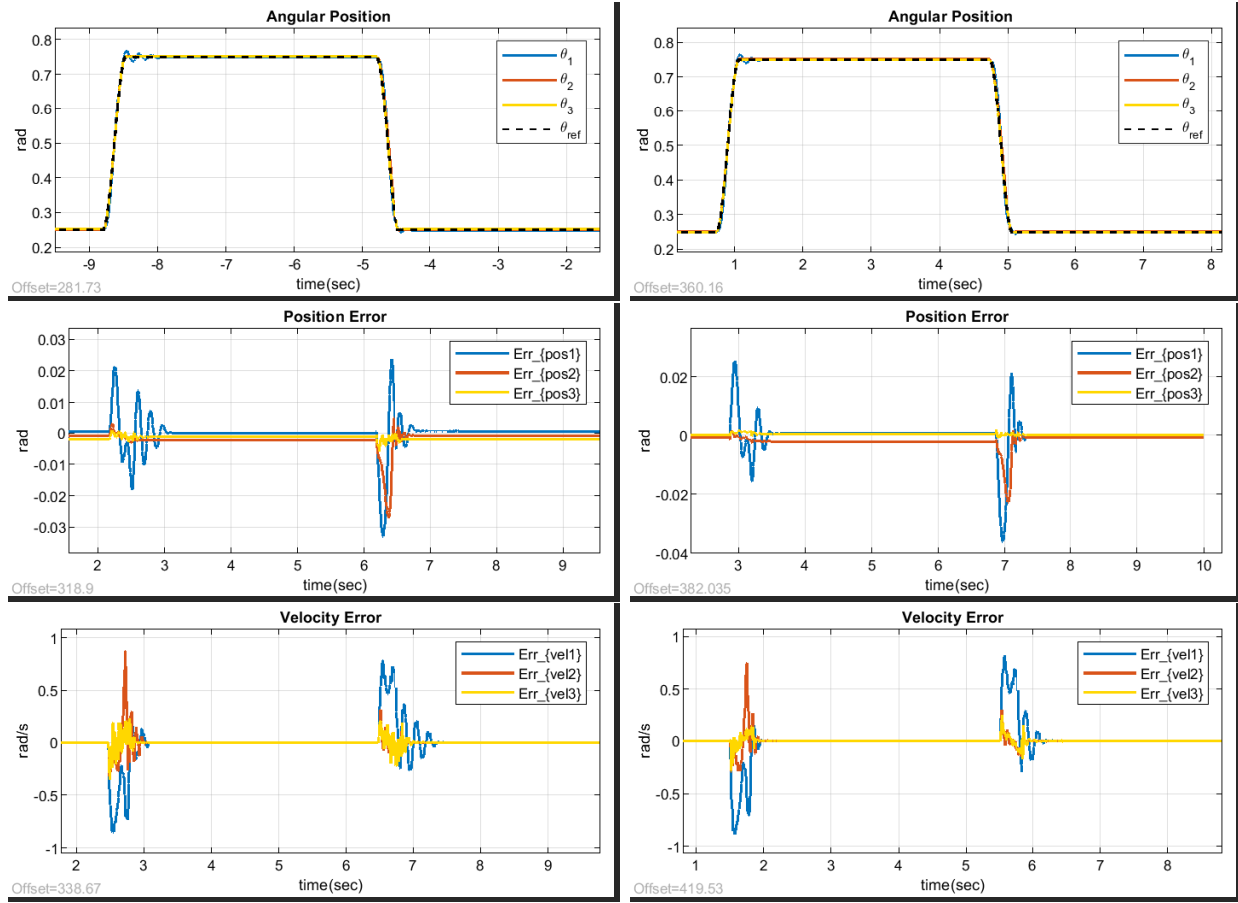 Angular Position
0.8
0.7
0.6
0.5
0.4
0.3
0.2
rad
θ1
θ2
θ3
θref
-9 -8 -7 -6 -5 -4 -3 -2
time(sec)
Offset=281.73
Angular Position
0.8
0.7
0.6
0.5
0.4
0.3
0.2
rad
θ1
θ2
θ3
θref
1 2 3 4 5 6 7 8
time(sec)
Offset=360.16
Position Error
0.03
0.02
0.01
0
-0.01
-0.02
-0.03
rad
Err_{pos1}
Err_{pos2}
Err_{pos3}
2 3 4 5 6 7 8 9
time(sec)
Offset=318.9
Position Error
0.02
0
-0.02
-0.04
rad
Err_{pos1}
Err_{pos2}
Err_{pos3}
3 4 5 6 7 8 9 10
time(sec)
Offset=382.035
Velocity Error
1
0.5
0
-0.5
-1
rad/s
Err_{vel1}
Err_{vel2}
Err_{vel3}
2 3 4 5 6 7 8 9
time(sec)
Offset=338.67
Velocity Error
1
0.5
0
-0.5
-1
rad/s
Err_{vel1}
Err_{vel2}
Err_{vel3}
1 2 3 4 5 6 7 8
time(sec)
Offset=419.53